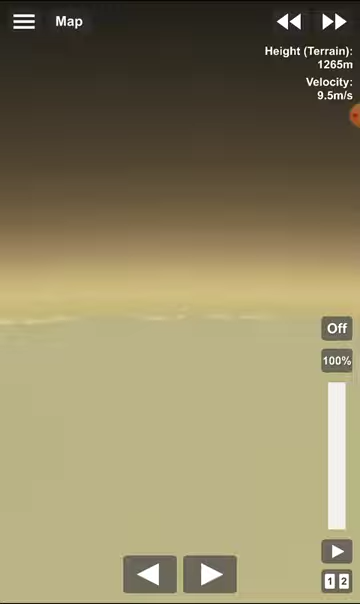 Map
Height (Terrain):
1265m
Velocity:
9.5m/s
Off
100%
1 2